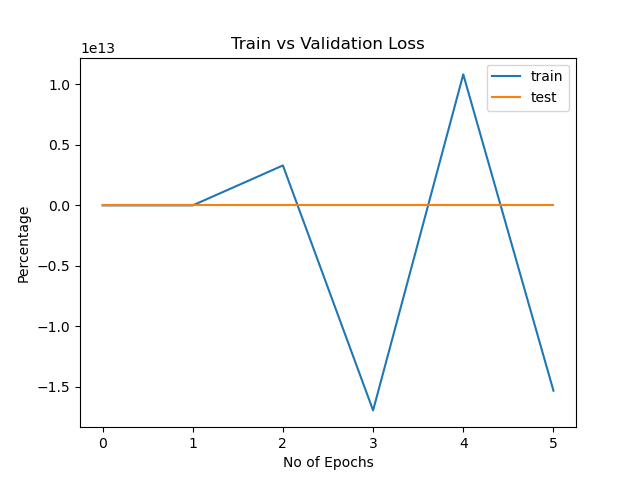 Train vs Validation Loss
1e13
train
test
1.0
0.5
0.0
−0.5
−1.0
−1.5
Percentage
0 1 2 3 4 5
No of Epochs